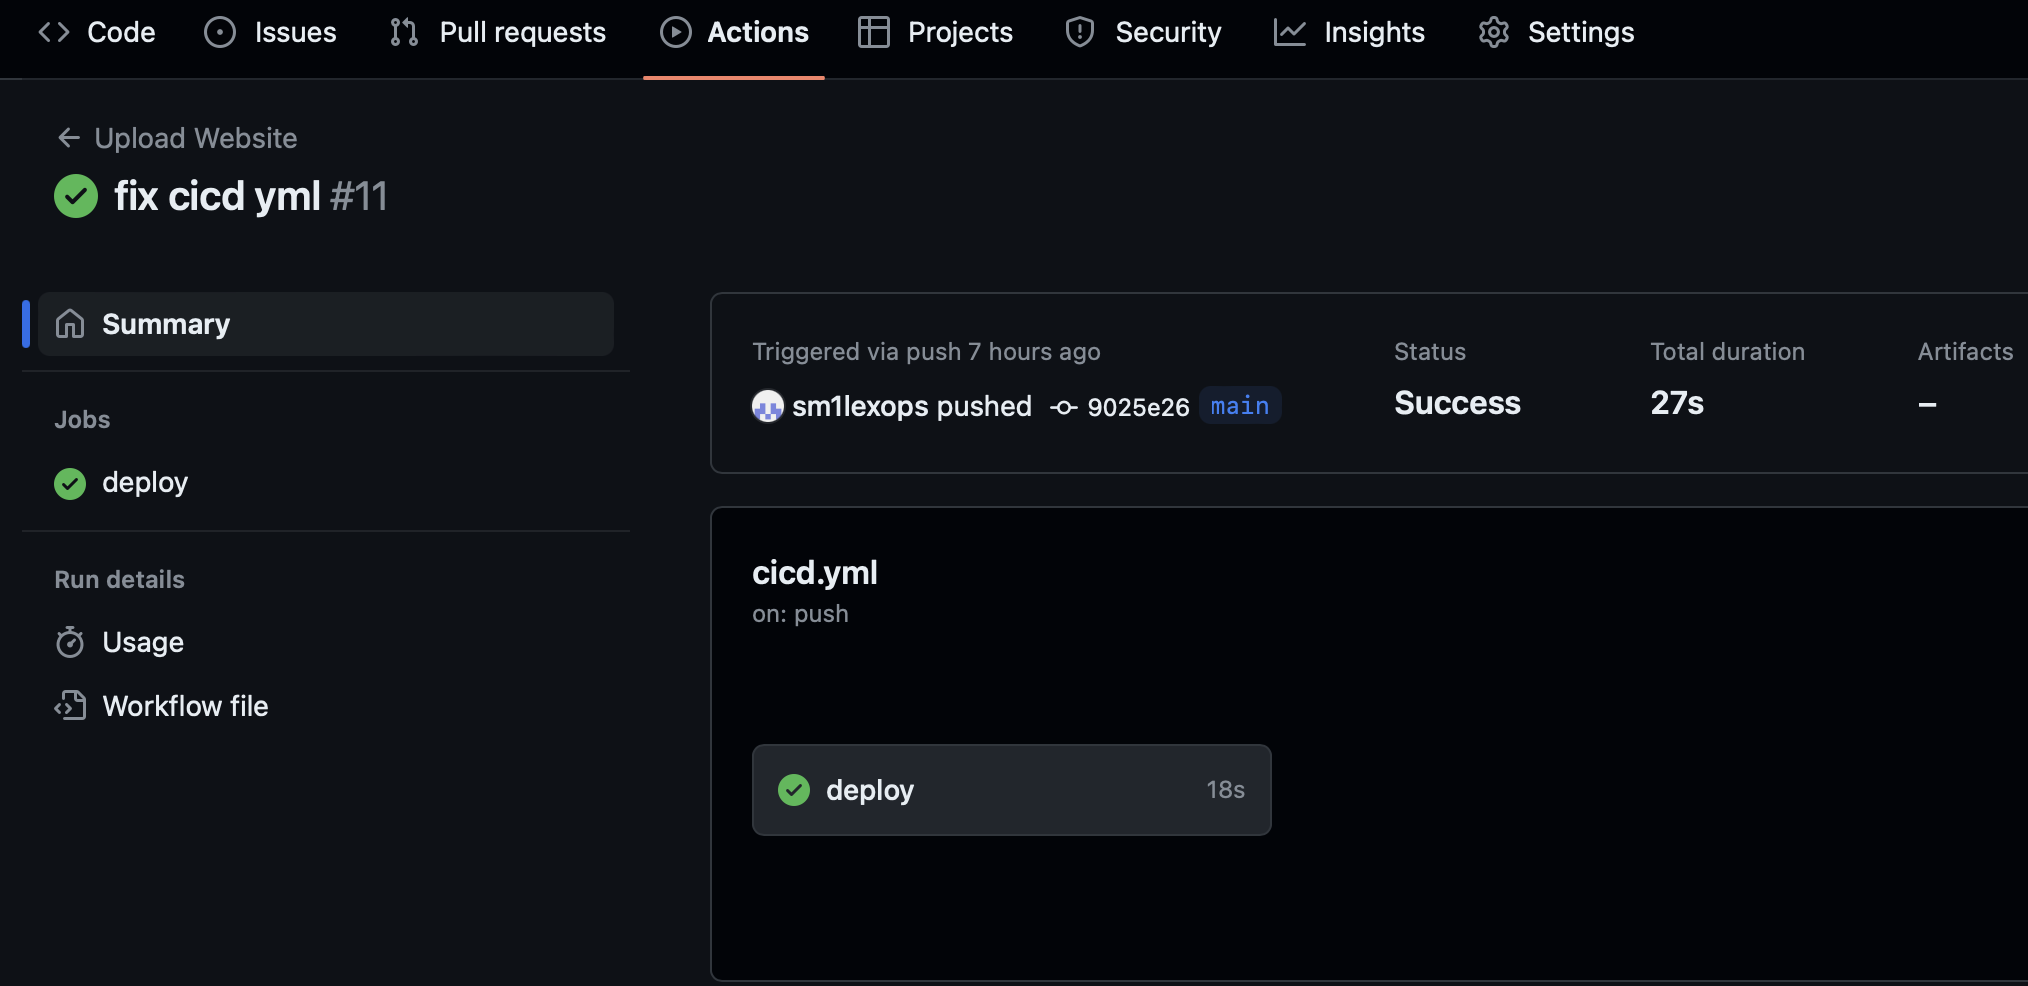 Code Issues Pull requests Actions Projects Security Insights Settings
Upload Website
fix cicd yml #11
Summary
Jobs
deploy
Run details
Usage
Workflow file
Triggered via push 7 hours ago
sm1lexops pushed 9025e26 main
Status
Success
Total duration
27s
Artifacts
–
cicd.yml
on: push
deploy 18s